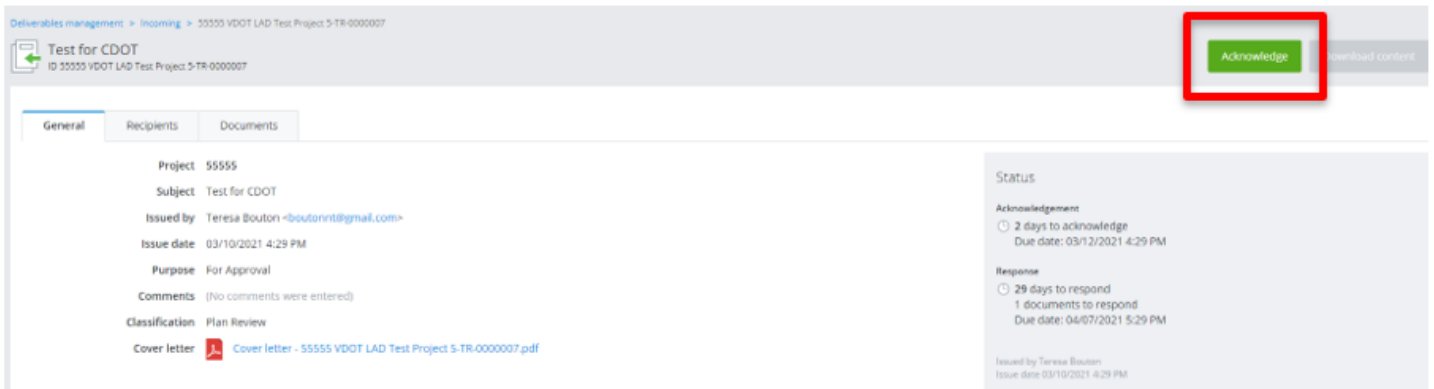 Deliverables management > Incoming > 55555 VDOT LAD Test Project 5-TR-0000007
Test for CDOT
ID 55555 VDOT LAD Test Project 5-TR-0000007
Acknowledge
Download content
General Recipients Documents
Project 55555
Subject Test for CDOT
Issued by Teresa Bouton <boutonnt@gmail.com>
Issue date 03/10/2021 4:29 PM
Purpose For Approval
Comments (No comments were entered)
Classification Plan Review
Cover letter Cover letter - 55555 VDOT LAD Test Project 5-TR-0000007.pdf
Status
Acknowledgement
2 days to acknowledge
Due date: 03/12/2021 4:29 PM
Response
29 days to respond
1 documents to respond
Due date: 04/07/2021 5:29 PM
Issued by Teresa Bouton
Issue date 03/10/2021 4:29 PM